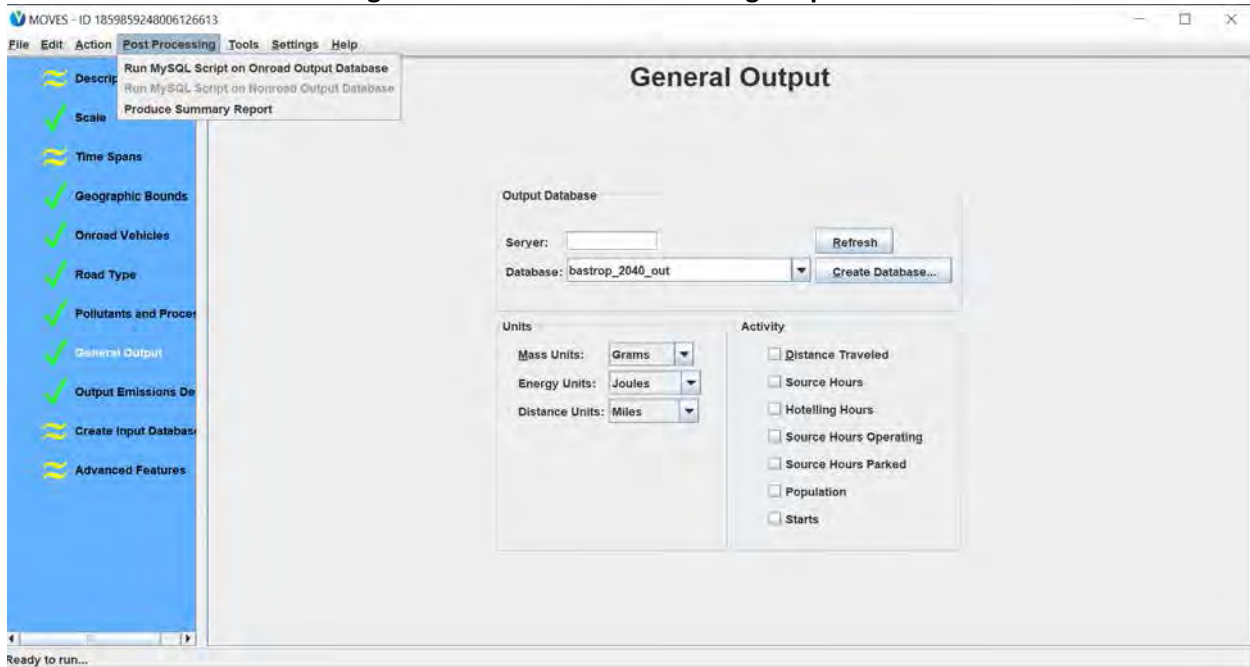 MOVES - ID 1859859248006126613
File Edit Action Post Processing Tools Settings Help
Run MySQL Script on Onroad Output Database
Run MySQL Script on Nonroad Output Database
Produce Summary Report
Descrip
Scale
Time Spans
Geographic Bounds
Onroad Vehicles
Road Type
Pollutants and Proces
General Output
Output Emissions De
Create Input Databas
Advanced Features
General Output
Output Database
Server:
Refresh
Database: bastrop_2040_out
Create Database...
Units
Mass Units: Grams
Energy Units: Joules
Distance Units: Miles
Activity
Distance Traveled
Source Hours
Hotelling Hours
Source Hours Operating
Source Hours Parked
Population
Starts
Ready to run...